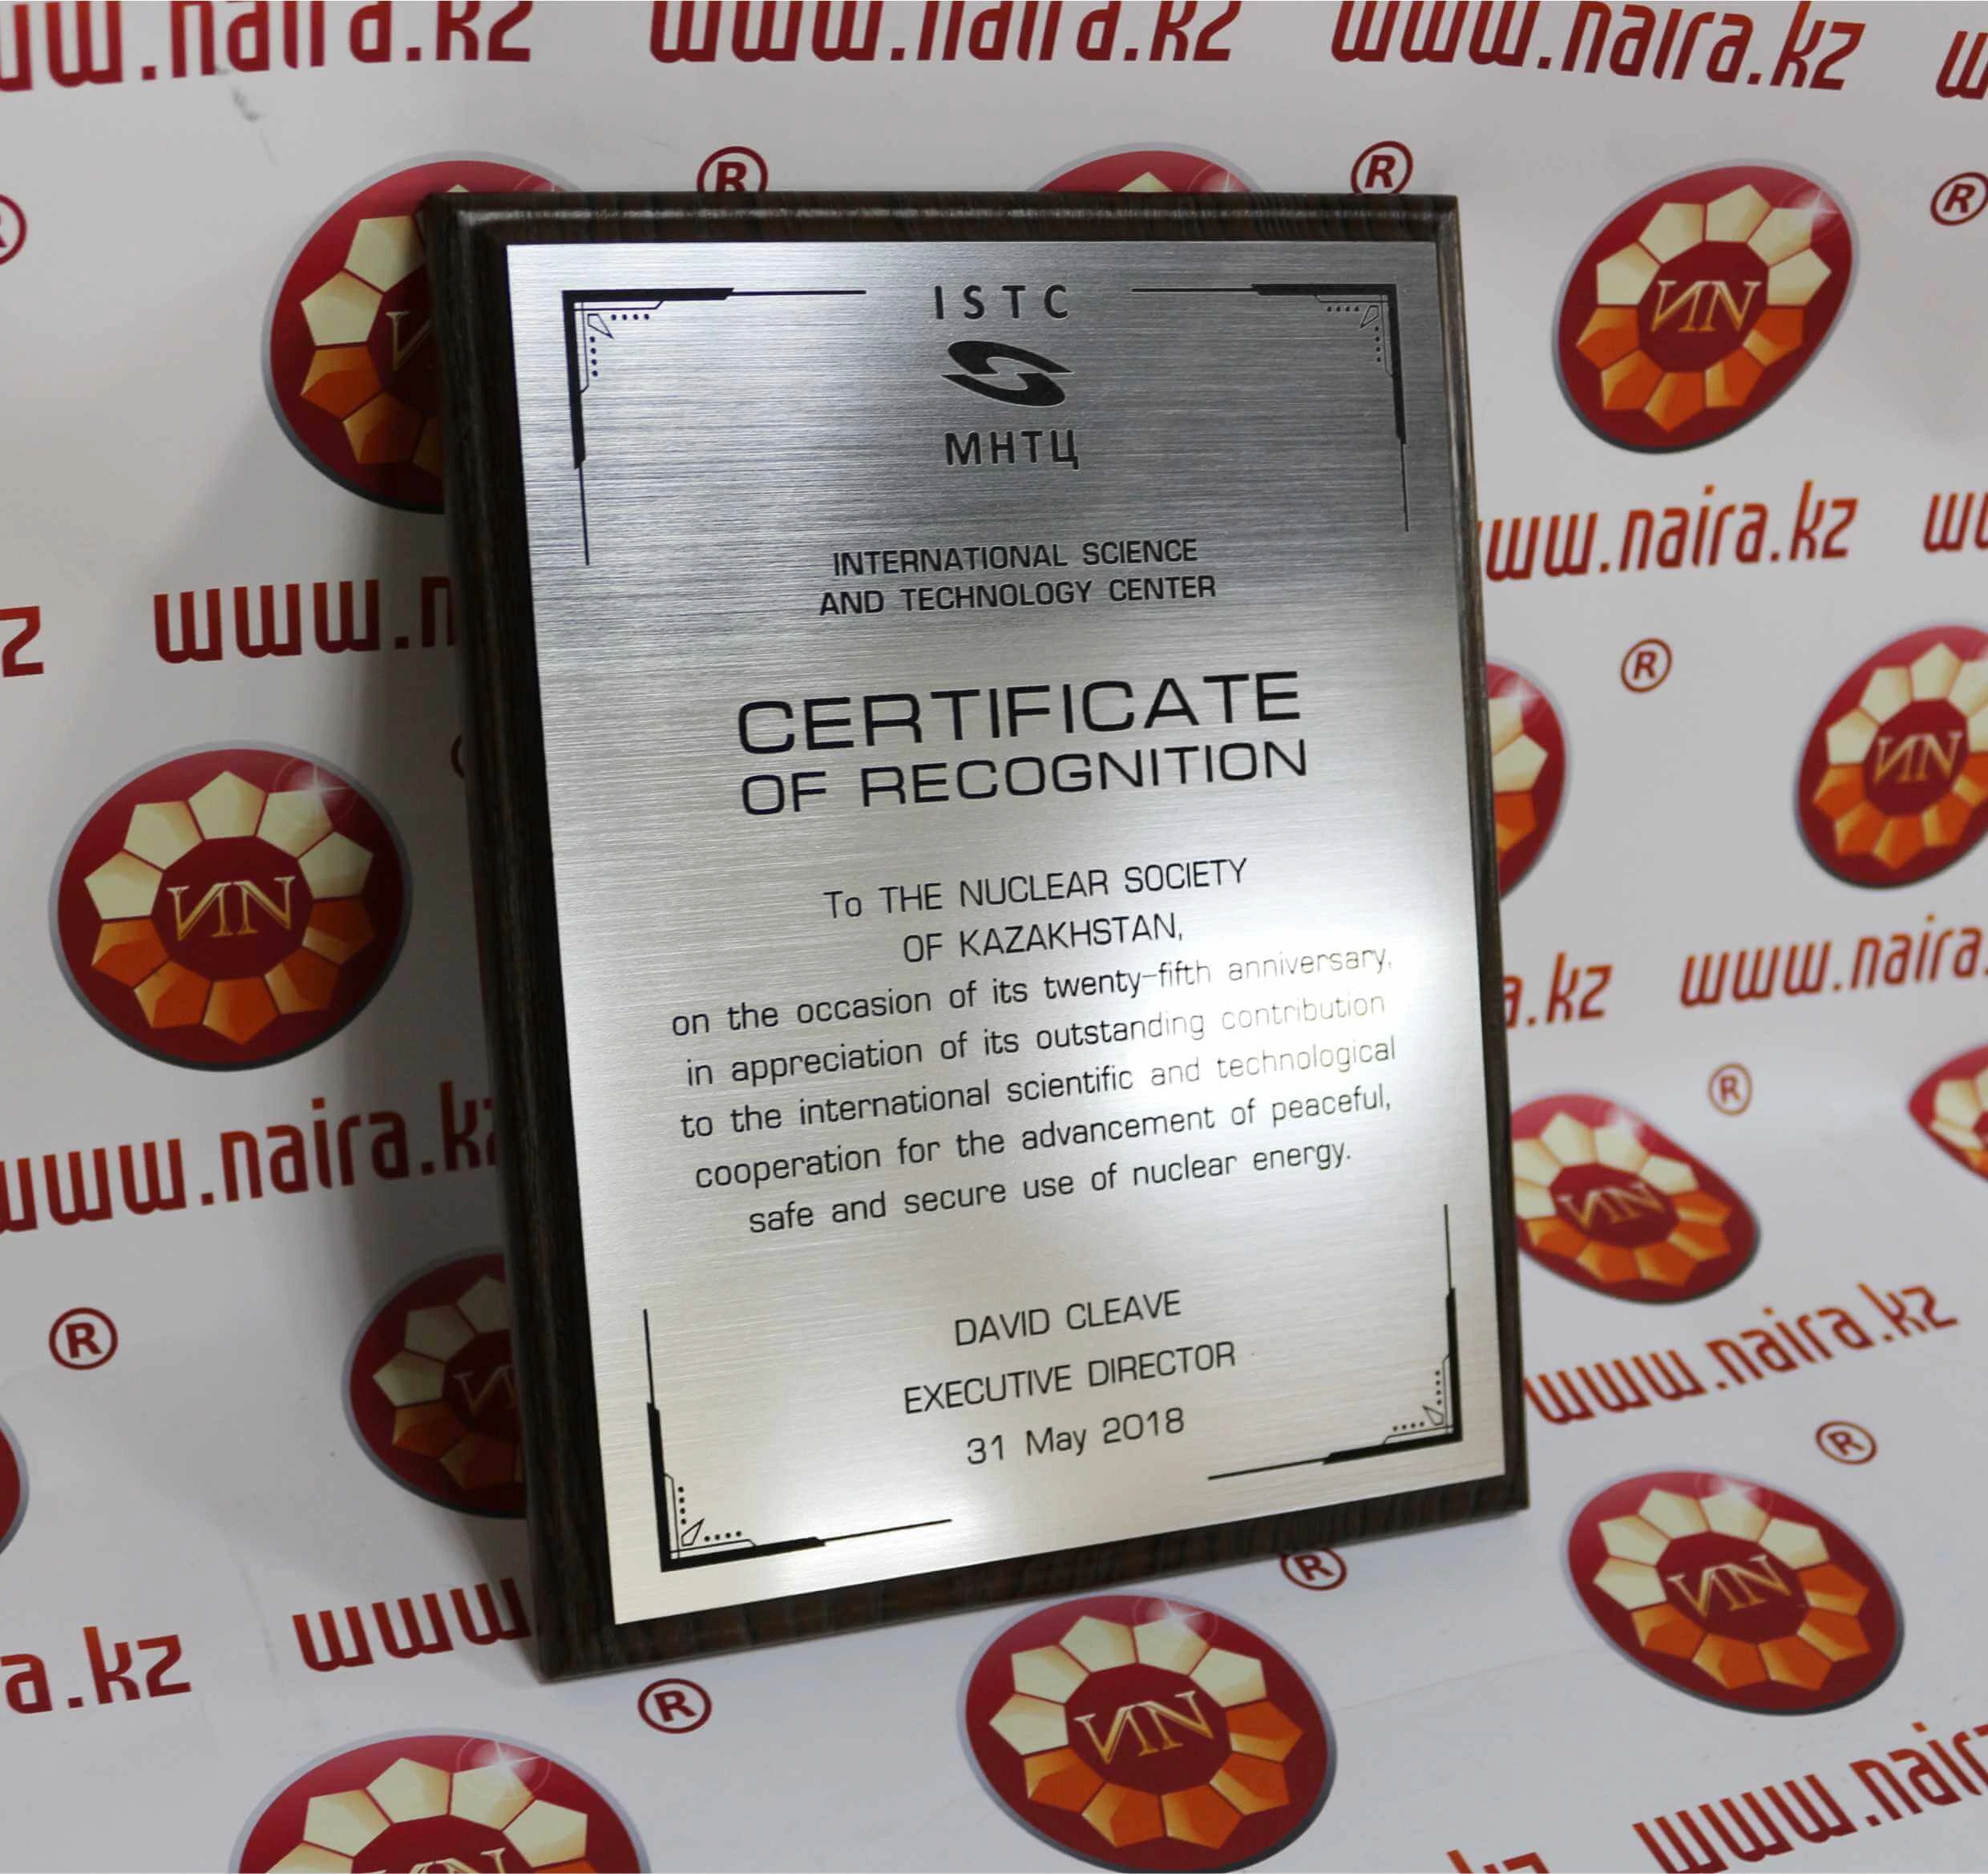 www.naira.kz www.naira.kz
ISTC
МНТЦ
INTERNATIONAL SCIENCE
AND TECHNOLOGY CENTER
CERTIFICATE
OF RECOGNITION
To THE NUCLEAR SOCIETY
OF KAZAKHSTAN,
on the occasion of its twenty-fifth anniversary,
in appreciation of its outstanding contribution
to the international scientific and technological
cooperation for the advancement of peaceful,
safe and secure use of nuclear energy.
DAVID CLEAVE
EXECUTIVE DIRECTOR
31 May 2018
www.naira.kz
www.naira.kz
www.naira.kz